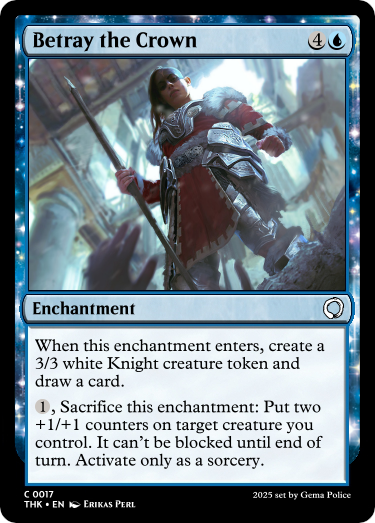 Betray the Crown 4
Enchantment
When this enchantment enters, create a
3/3 white Knight creature token and
draw a card.
1, Sacrifice this enchantment: Put two
+1/+1 counters on target creature you
control. It can't be blocked until end of
turn. Activate only as a sorcery.
C 0017
THK • EN Erikas Perl
2025 set by Gema Police